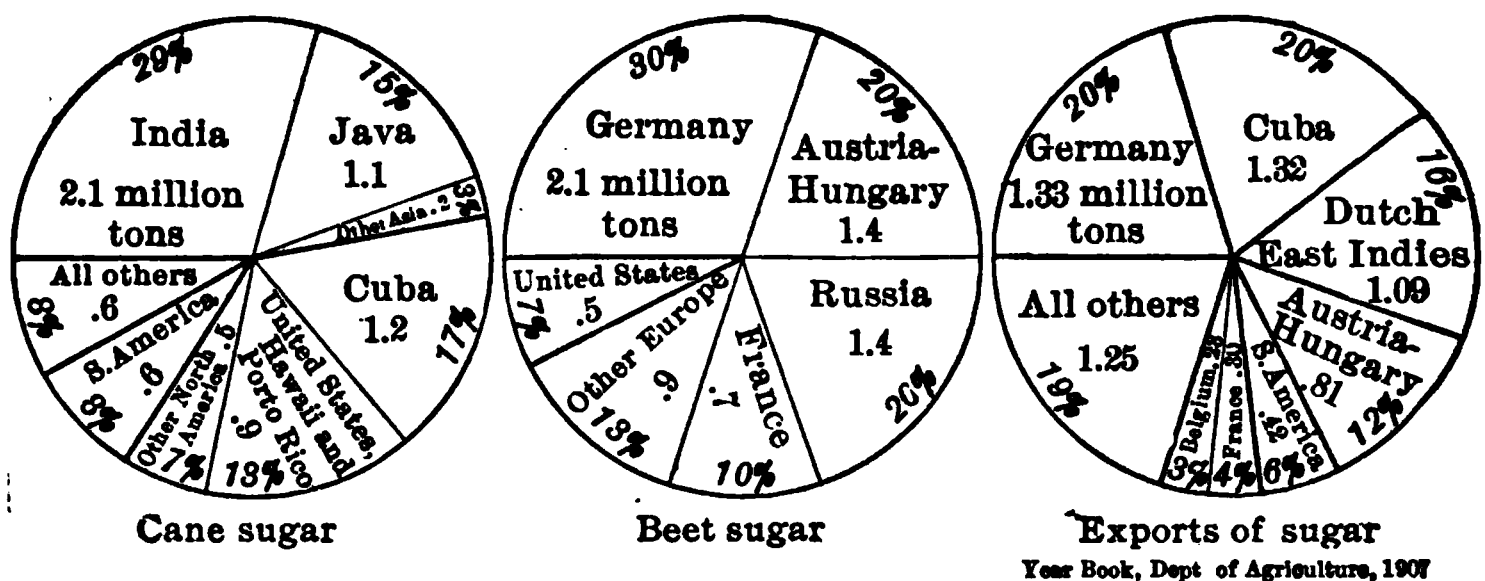 29%
India
2.1 million
tons
15%
Java
1.1
3%
Other Asia .2
Cuba
1.2
17%
United States,
Hawaii and
Porto Rico
.9
13%
Other North
America .5
7%
S. America
.6
8%
All others
.6
8%
Cane sugar
30%
Germany
2.1 million
tons
20%
Austria-
Hungary
1.4
Russia
1.4
20%
France
.7
10%
Other Europe
.9
13%
United States
.5
7%
Beet sugar
20%
Germany
1.33 million
tons
20%
Cuba
1.32
16%
Dutch
East Indies
1.09
Austria-
Hungary
.81
12%
S. America
.42
6%
France .30
4%
Belgium .23
3%
All others
1.25
19%
Exports of sugar
Year Book, Dept of Agriculture, 1907